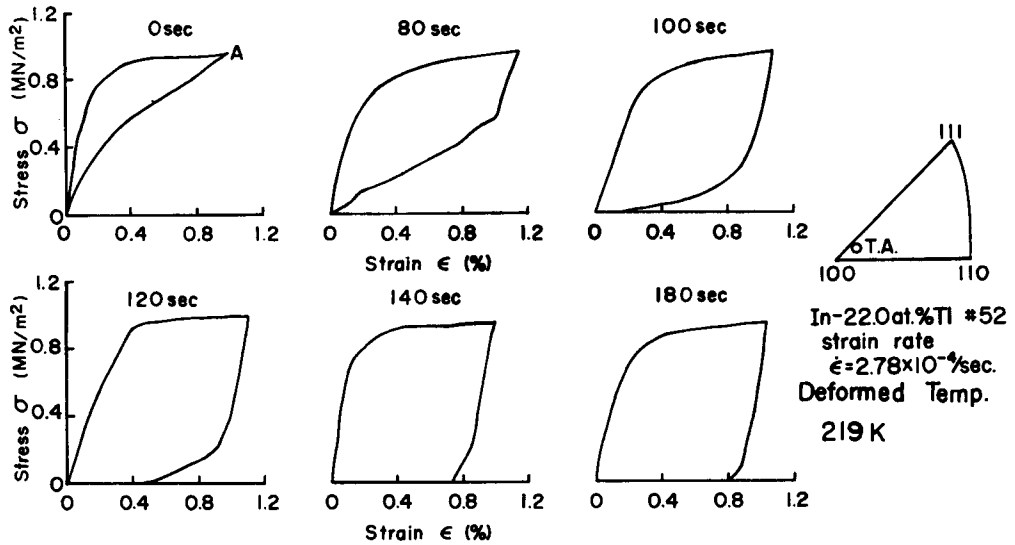 Stress σ (MN/m²)
1.2
0.8
0.4
0
0 sec
A
0 0.4 0.8 1.2
80 sec
0 0.4 0.8 1.2
Strain ϵ (%)
100 sec
0 0.4 0.8 1.2
111
T.A.
100 110
Stress σ (MN/m²)
1.2
0.8
0.4
0
120 sec
0 0.4 0.8 1.2
140 sec
0 0.4 0.8 1.2
Strain ϵ (%)
180 sec
0 0.4 0.8 1.2
In-22.0at.%Tl #52
strain rate
ϵ̇=2.78×10⁻⁴/sec.
Deformed Temp.
219 K